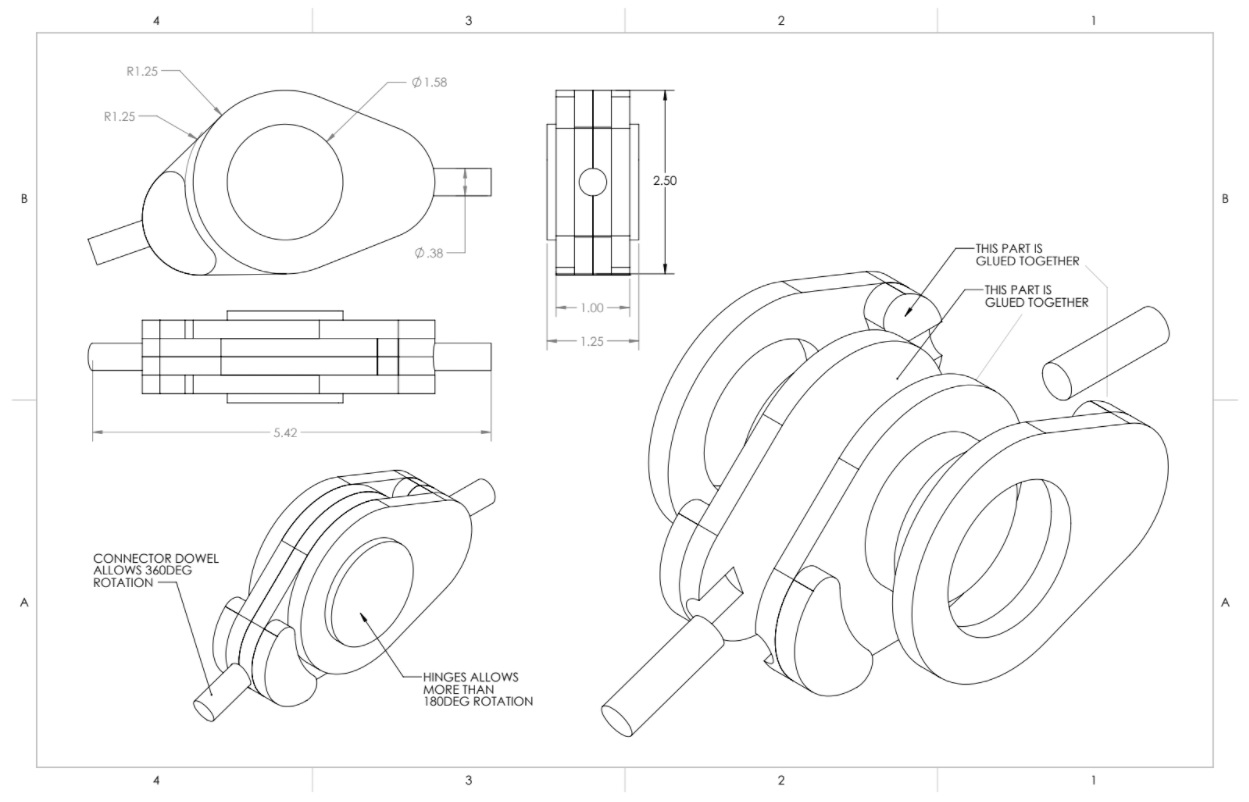 4 3 2 1
R1.25
Ø1.58
R1.25
B
2.50
B
Ø.38
THIS PART IS
GLUED TOGETHER
THIS PART IS
GLUED TOGETHER
1.00
1.25
5.42
CONNECTOR DOWEL
ALLOWS 360DEG
ROTATION
A
A
HINGES ALLOWS
MORE THAN
180DEG ROTATION
4 3 2 1